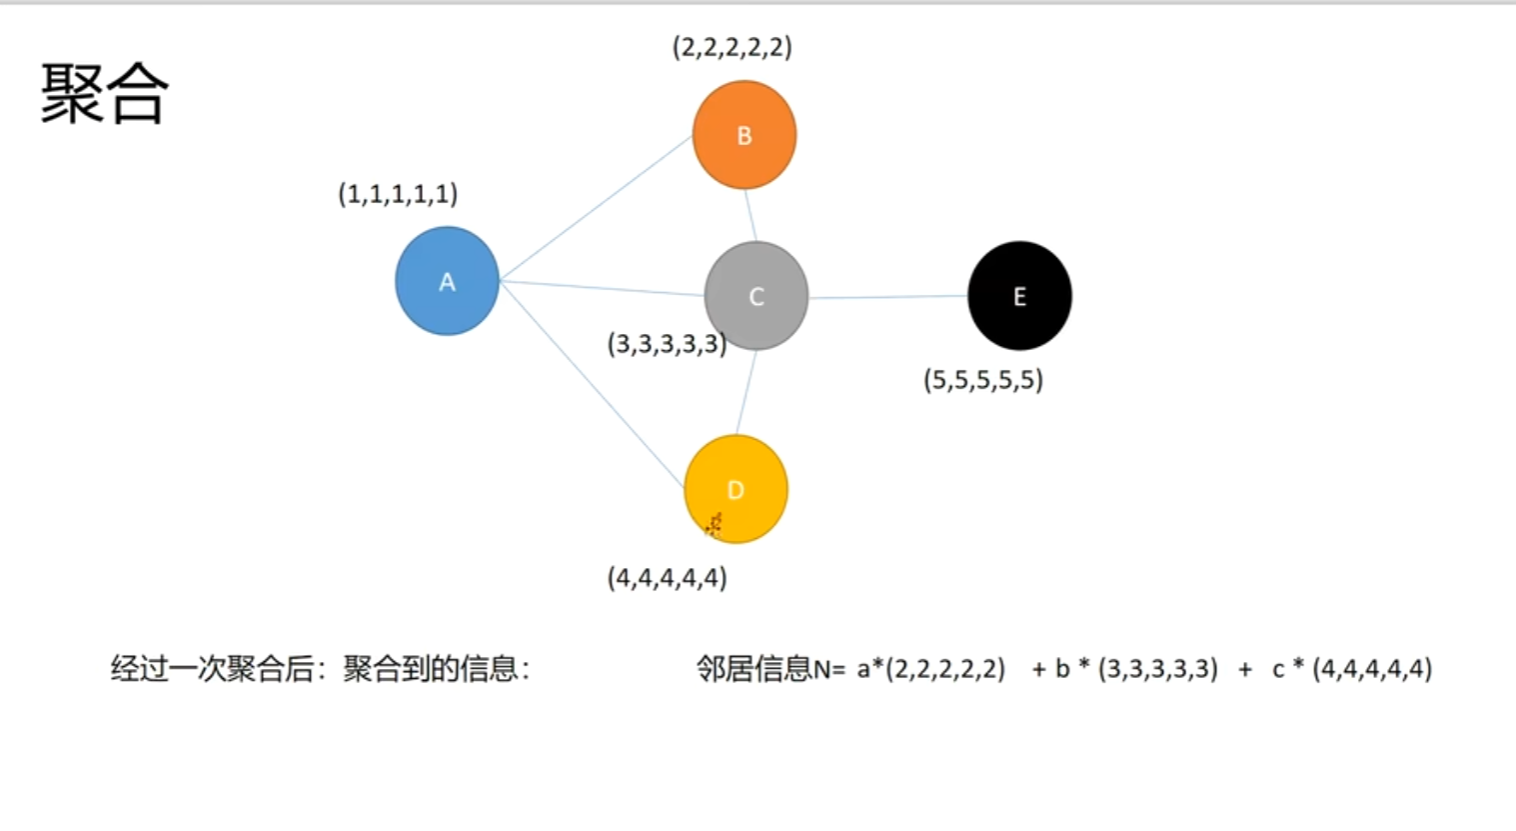 聚合
(2,2,2,2,2)
B
(1,1,1,1,1)
A
C
E
(3,3,3,3,3)
(5,5,5,5,5)
D
(4,4,4,4,4)
经过一次聚合后：聚合到的信息：
邻居信息N= a*(2,2,2,2,2) + b * (3,3,3,3,3) + c * (4,4,4,4,4)